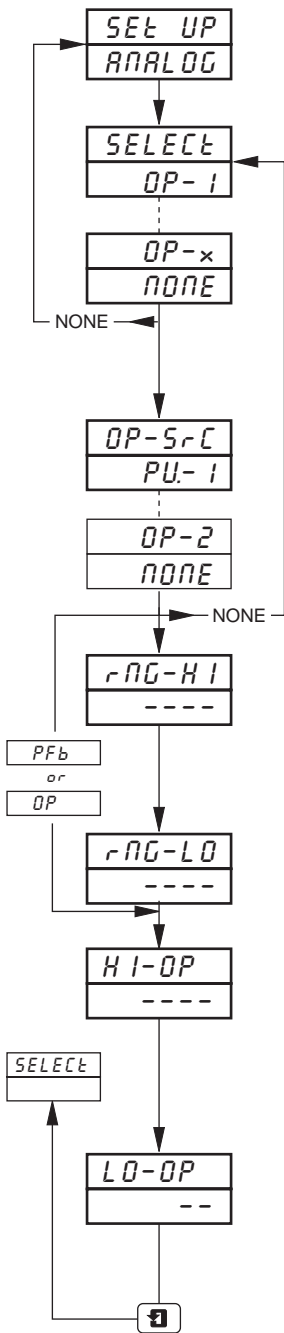 SEt UP
ANALOG
SELECt
OP-1
OP-x
NONE
NONE
OP-SrC
PU.-1
OP-2
NONE
NONE
rNG-HI
----
PFb
or
OP
rNG-LO
----
HI-OP
----
SELECt
LO-OP
--